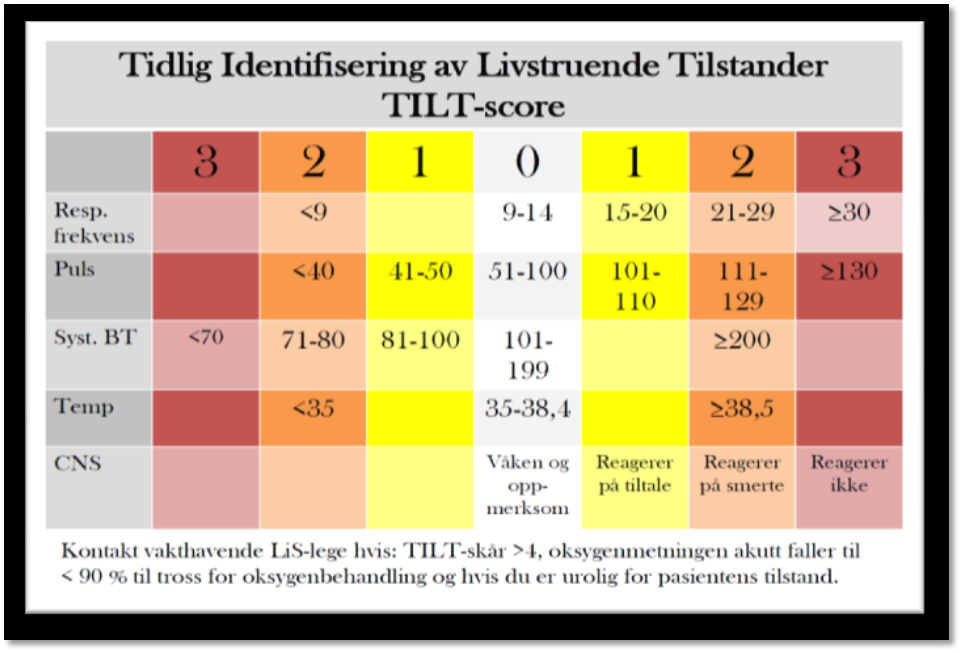 Tidlig Identifisering av Livstruende Tilstander
TILT-score
3 2 1 0 1 2 3
Resp. frekvens <9 9-14 15-20 21-29 ≥30
Puls <40 41-50 51-100 101-110 111-129 ≥130
Syst. BT <70 71-80 81-100 101-199 ≥200
Temp <35 35-38,4 ≥38,5
CNS Våken og opp-merksom Reagerer på tiltale Reagerer på smerte Reagerer ikke
Kontakt vakthavende LiS-lege hvis: TILT-skår >4, oksygenmetningen akutt faller til
< 90 % til tross for oksygenbehandling og hvis du er urolig for pasientens tilstand.